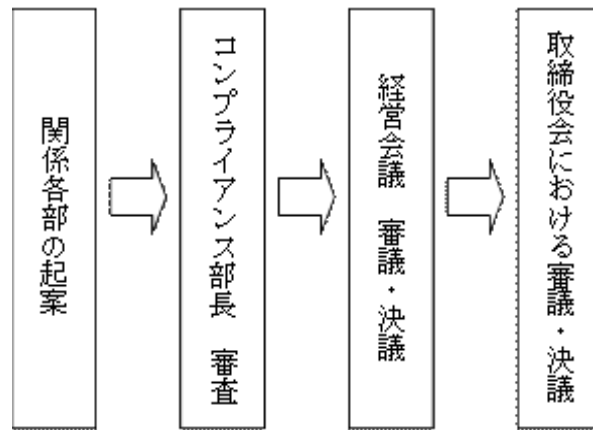 関係各部の起案
コンプライアンス部長　審査
経営会議　審議・決議
取締役会における審議・決議